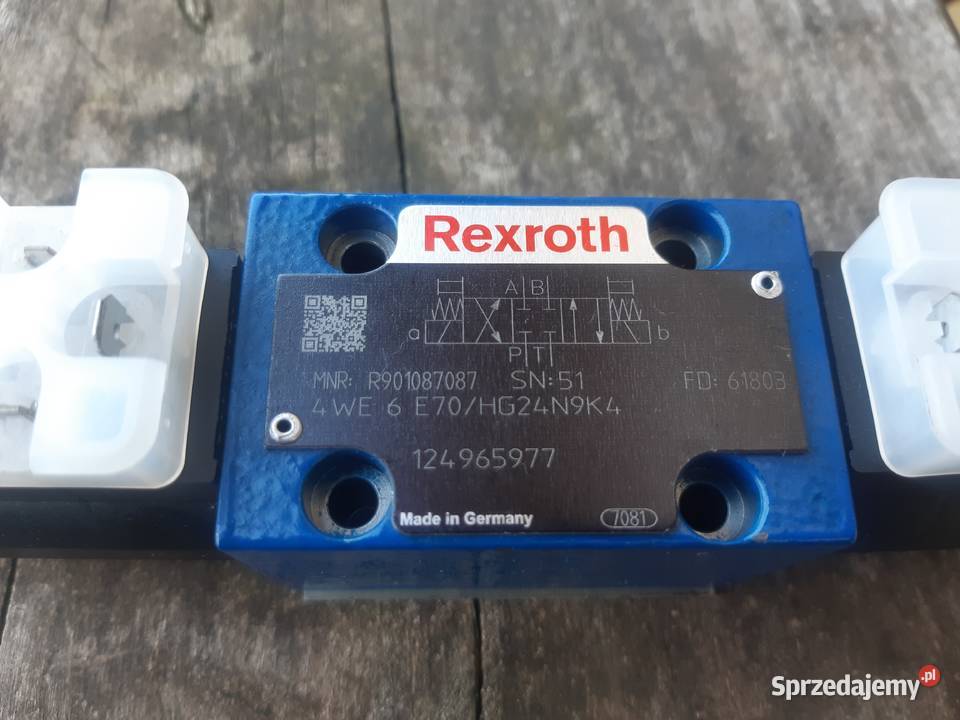 Rexroth
A B
a b
P T
MNR: R901087087 SN:51 FD: 61803
4WE 6 E70/HG24N9K4
124965977
Made in Germany 7081
Sprzedajemy.pl